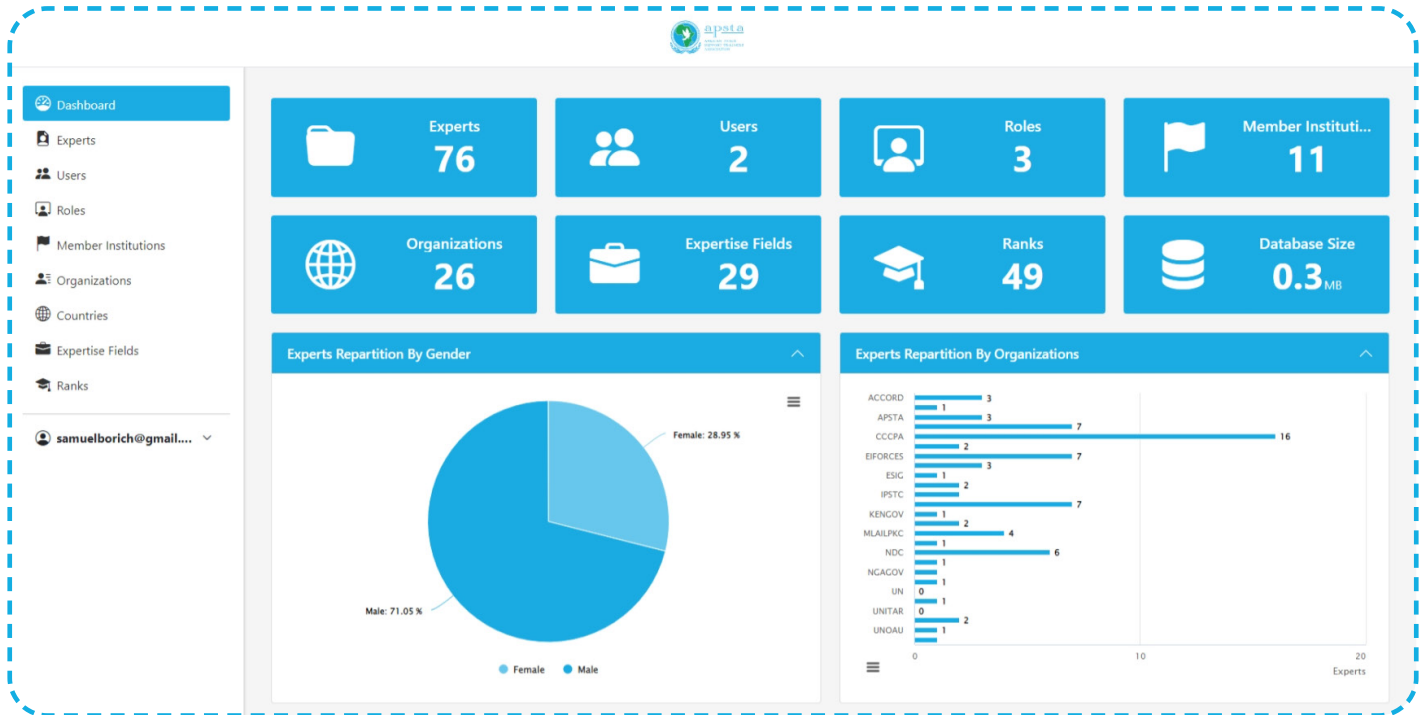 apsta
Dashboard
Experts
Users
Roles
Member Institutions
Organizations
Countries
Expertise Fields
Ranks
samuelborich@gmail....
Experts
76
Users
2
Roles
3
Member Instituti...
11
Organizations
26
Expertise Fields
29
Ranks
49
Database Size
0.3 MB
Experts Repartition By Gender
Female: 28.95 %
Male: 71.05 %
Female Male
Experts Repartition By Organizations
ACCORD 3
1
APSTA 3
7
CCCPA 16
2
EIFORCES 7
3
ESIG 1
2
IPSTC
7
KENGOV 1
2
MLAILPKC 4
1
NDC 6
1
NGAGOV
1
UN 0
1
UNITAR 0
2
UNOAU 1
0 10 20
Experts